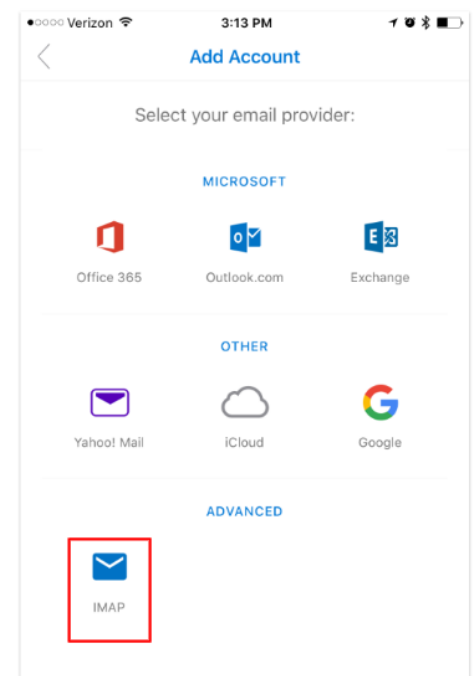 Verizon 3:13 PM
Add Account
Select your email provider:
MICROSOFT
Office 365 Outlook.com Exchange
OTHER
Yahoo! Mail iCloud Google
ADVANCED
IMAP